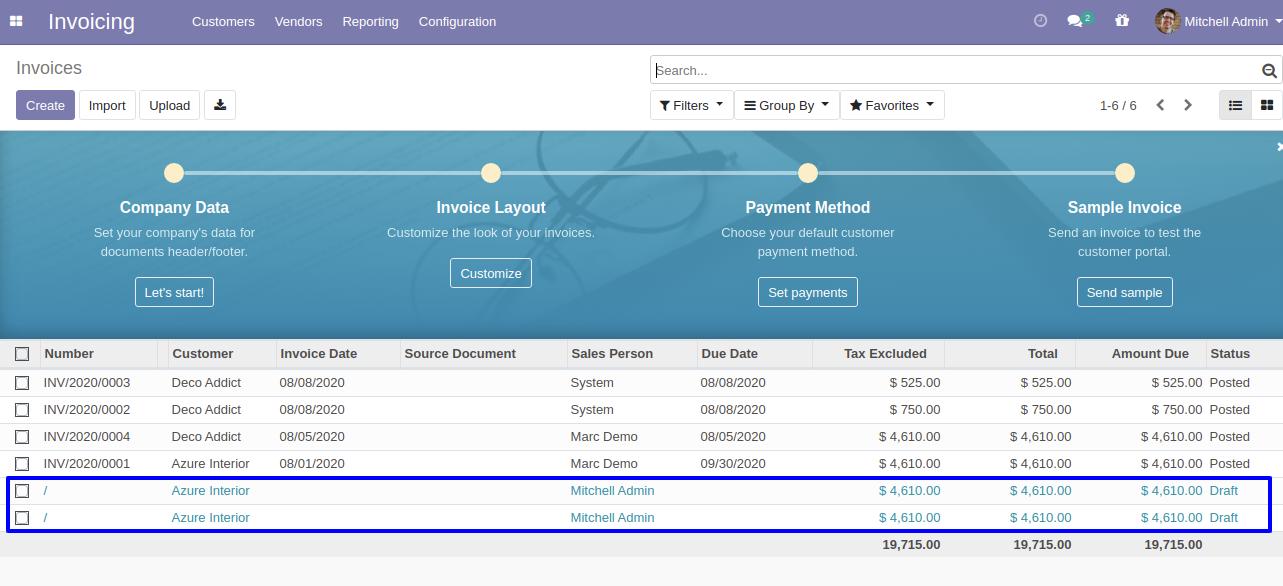 Invoicing Customers Vendors Reporting Configuration 2 Mitchell Admin
Invoices
Search...
Create Import Upload Filters Group By Favorites 1-6 / 6
Company Data Invoice Layout Payment Method Sample Invoice
Set your company's data for documents header/footer.
Customize the look of your invoices.
Choose your default customer payment method.
Send an invoice to test the customer portal.
Let's start! Customize Set payments Send sample
Number Customer Invoice Date Source Document Sales Person Due Date Tax Excluded Total Amount Due Status
INV/2020/0003 Deco Addict 08/08/2020 System 08/08/2020 $ 525.00 $ 525.00 $ 525.00 Posted
INV/2020/0002 Deco Addict 08/08/2020 System 08/08/2020 $ 750.00 $ 750.00 $ 750.00 Posted
INV/2020/0004 Deco Addict 08/05/2020 Marc Demo 08/05/2020 $ 4,610.00 $ 4,610.00 $ 4,610.00 Posted
INV/2020/0001 Azure Interior 08/01/2020 Marc Demo 09/30/2020 $ 4,610.00 $ 4,610.00 $ 4,610.00 Posted
/ Azure Interior Mitchell Admin $ 4,610.00 $ 4,610.00 $ 4,610.00 Draft
/ Azure Interior Mitchell Admin $ 4,610.00 $ 4,610.00 $ 4,610.00 Draft
19,715.00 19,715.00 19,715.00